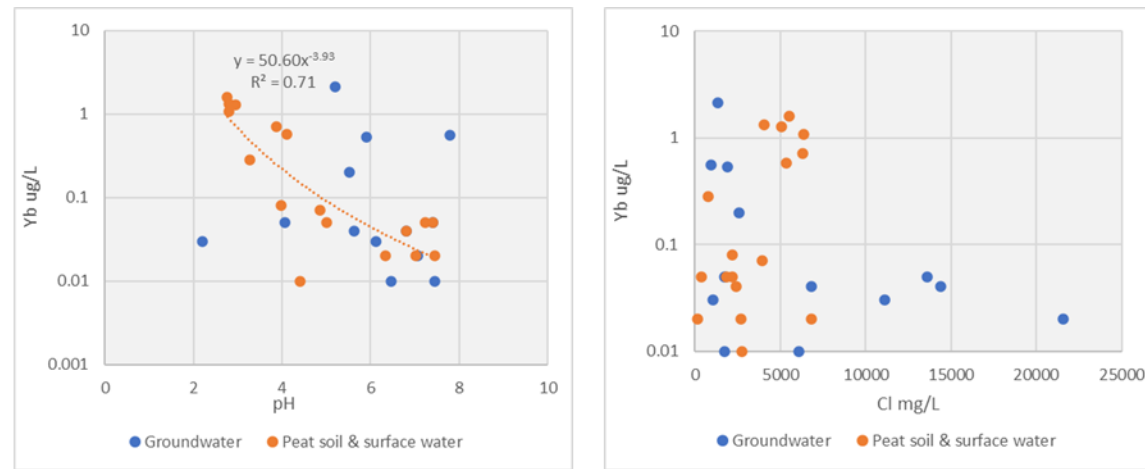 10
1
0.1
0.01
0.001
Yb ug/L
y = 50.60x^-3.93
R² = 0.71
0 2 4 6 8 10
pH
Groundwater Peat soil & surface water
10
1
0.1
0.01
Yb ug/L
0 5000 10000 15000 20000 25000
Cl mg/L
Groundwater Peat soil & surface water